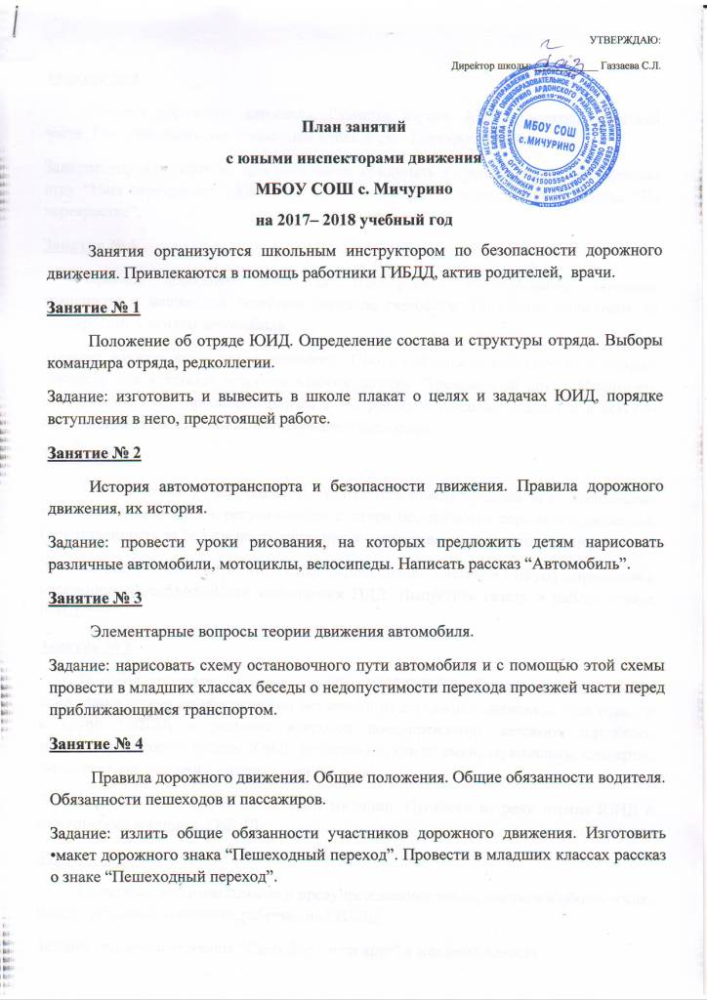 УТВЕРЖДАЮ:
Директор школы: Газзаева С.Л.
МБОУ СОШ
с.МИЧУРИНО
План занятий
с юными инспекторами движения
МБОУ СОШ с. Мичурино
на 2017– 2018 учебный год
Занятия организуются школьным инструктором по безопасности дорожного
движения. Привлекаются в помощь работники ГИБДД, актив родителей, врачи.
Занятие № 1
Положение об отряде ЮИД. Определение состава и структуры отряда. Выборы
командира отряда, редколлегии.
Задание: изготовить и вывесить в школе плакат о целях и задачах ЮИД, порядке
вступления в него, предстоящей работе.
Занятие № 2
История автомототранспорта и безопасности движения. Правила дорожного
движения, их история.
Задание: провести уроки рисования, на которых предложить детям нарисовать
различные автомобили, мотоциклы, велосипеды. Написать рассказ “Автомобиль”.
Занятие № 3
Элементарные вопросы теории движения автомобиля.
Задание: нарисовать схему остановочного пути автомобиля и с помощью этой схемы
провести в младших классах беседы о недопустимости перехода проезжей части перед
приближающимся транспортом.
Занятие № 4
Правила дорожного движения. Общие положения. Общие обязанности водителя.
Обязанности пешеходов и пассажиров.
Задание: излить общие обязанности участников дорожного движения. Изготовить
•макет дорожного знака “Пешеходный переход”. Провести в младших классах рассказ
о знаке “Пешеходный переход”.